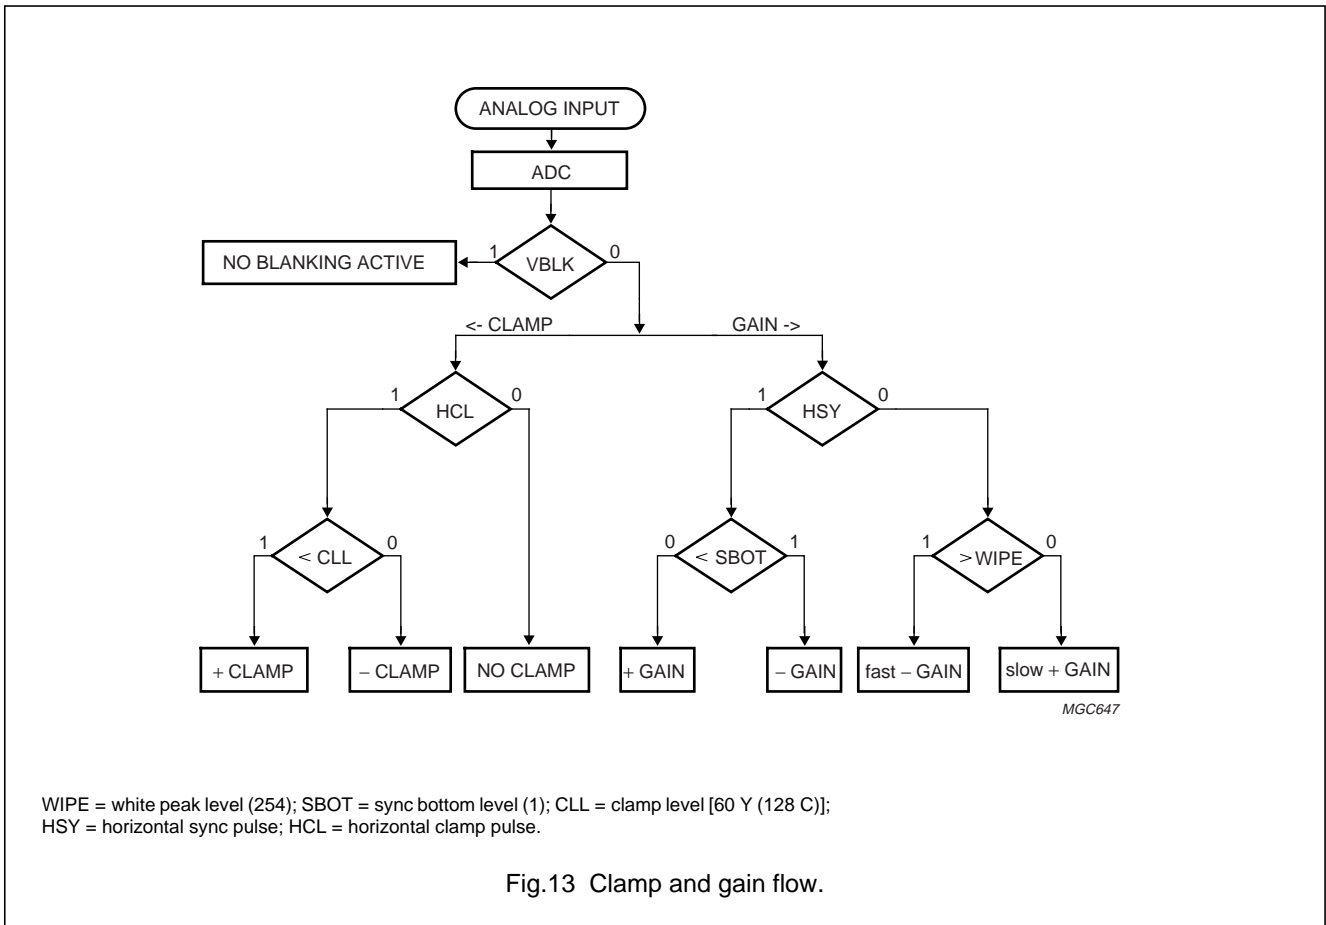 ANALOG INPUT
ADC
NO BLANKING ACTIVE
1
VBLK
0
<- CLAMP
GAIN ->
1
HCL
0
1
HSY
0
1
< CLL
0
0
< SBOT
1
1
> WIPE
0
+ CLAMP
− CLAMP
NO CLAMP
+ GAIN
− GAIN
fast − GAIN
slow + GAIN
MGC647
WIPE = white peak level (254); SBOT = sync bottom level (1); CLL = clamp level [60 Y (128 C)];
HSY = horizontal sync pulse; HCL = horizontal clamp pulse.
Fig.13 Clamp and gain flow.